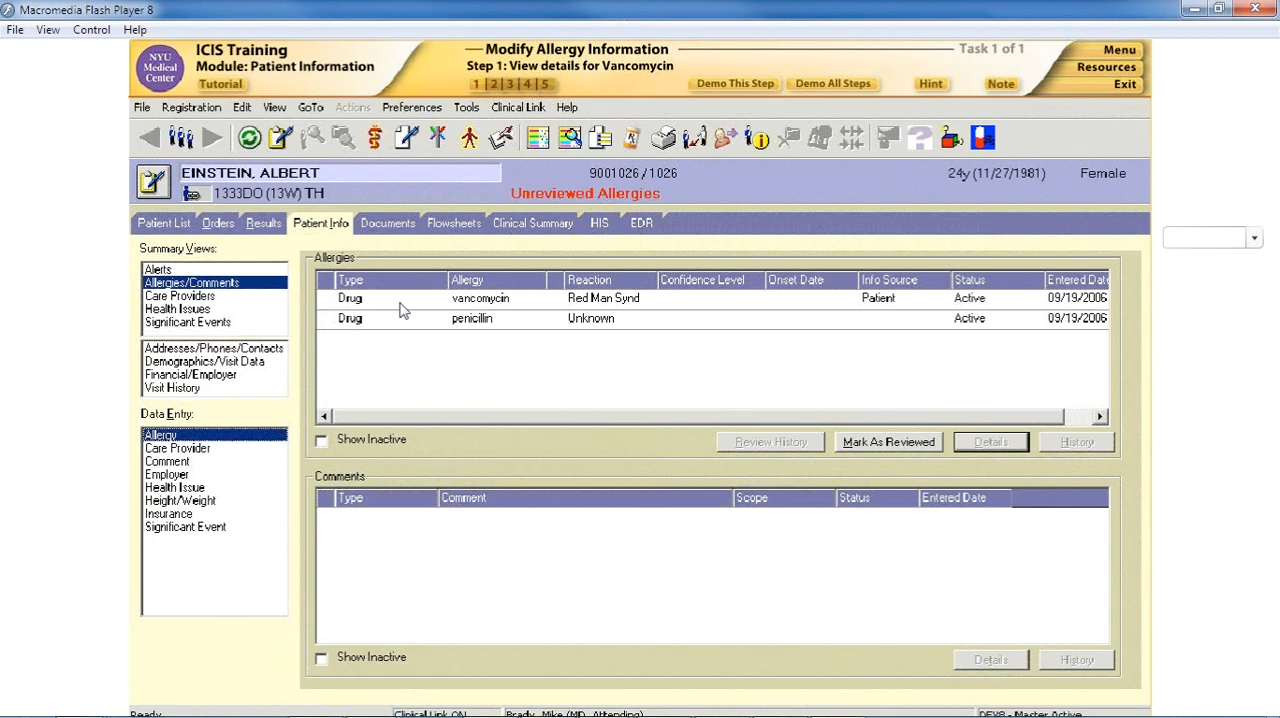 Macromedia Flash Player 8
File View Control Help
NYU Medical Center
ICIS Training
Module: Patient Information
Tutorial
Modify Allergy Information
Step 1: View details for Vancomycin
1 2 3 4 5
Task 1 of 1
Demo This Step Demo All Steps Hint Note
Menu
Resources
Exit
File Registration Edit View GoTo Actions Preferences Tools Clinical Link Help
EINSTEIN, ALBERT 9001026 / 1026 24y (11/27/1981) Female
1333DO (13W) TH Unreviewed Allergies
Patient List Orders Results Patient Info Documents Flowsheets Clinical Summary HIS EDR
Summary Views:
Alerts
Allergies/Comments
Care Providers
Health Issues
Significant Events
Addresses/Phones/Contacts
Demographics/Visit Data
Financial/Employer
Visit History
Data Entry:
Allergy
Care Provider
Comment
Employer
Health Issue
Height/Weight
Insurance
Significant Event
Allergies
Type Allergy Reaction Confidence Level Onset Date Info Source Status Entered Date
Drug vancomycin Red Man Synd Patient Active 09/19/2006
Drug penicillin Unknown Active 09/19/2006
Show Inactive Review History Mark As Reviewed Details History
Comments
Type Comment Scope Status Entered Date
Show Inactive Details History
Ready Clinical Link ON Brady, Mike (MD, Attending) DEV8 - Master Active